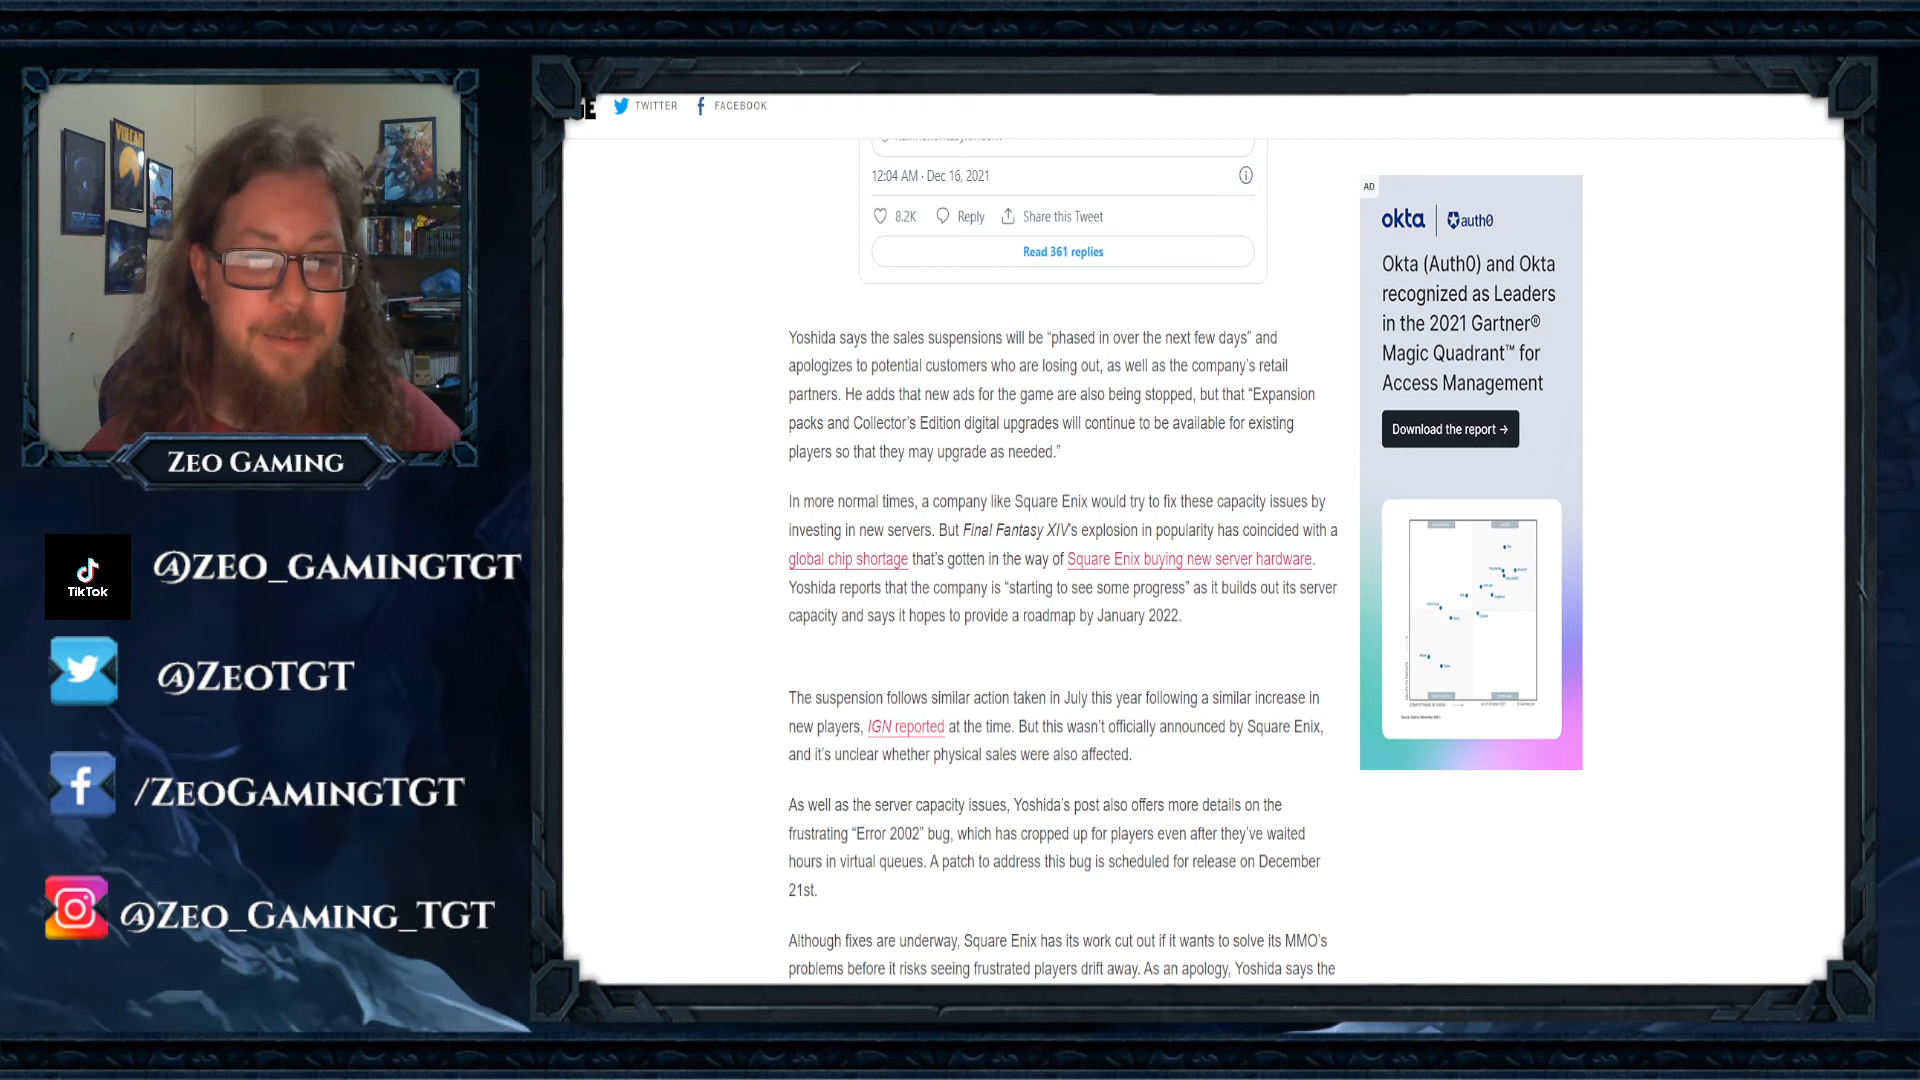 TWITTER
FACEBOOK
12:04 AM · Dec 16, 2021
8.2K Reply Share this Tweet
Read 361 replies
Yoshida says the sales suspensions will be “phased in over the next few days” and
apologizes to potential customers who are losing out, as well as the company’s retail
partners. He adds that new ads for the game are also being stopped, but that “Expansion
packs and Collector’s Edition digital upgrades will continue to be available for existing
players so that they may upgrade as needed.”
In more normal times, a company like Square Enix would try to fix these capacity issues by
investing in new servers. But Final Fantasy XIV’s explosion in popularity has coincided with a
global chip shortage that’s gotten in the way of Square Enix buying new server hardware.
Yoshida reports that the company is “starting to see some progress” as it builds out its server
capacity and says it hopes to provide a roadmap by January 2022.
The suspension follows similar action taken in July this year following a similar increase in
new players, IGN reported at the time. But this wasn’t officially announced by Square Enix,
and it’s unclear whether physical sales were also affected.
As well as the server capacity issues, Yoshida’s post also offers more details on the
frustrating “Error 2002” bug, which has cropped up for players even after they’ve waited
hours in virtual queues. A patch to address this bug is scheduled for release on December
21st.
Although fixes are underway, Square Enix has its work cut out if it wants to solve its MMO’s
problems before it risks seeing frustrated players drift away. As an apology, Yoshida says the
AD
okta auth0
Okta (Auth0) and Okta
recognized as Leaders
in the 2021 Gartner®
Magic Quadrant™ for
Access Management
Download the report →
VULCAN
Zeo Gaming
TikTok
@Zeo_GamingTGT
@ZeoTGT
/ZeoGamingTGT
@Zeo_Gaming_TGT